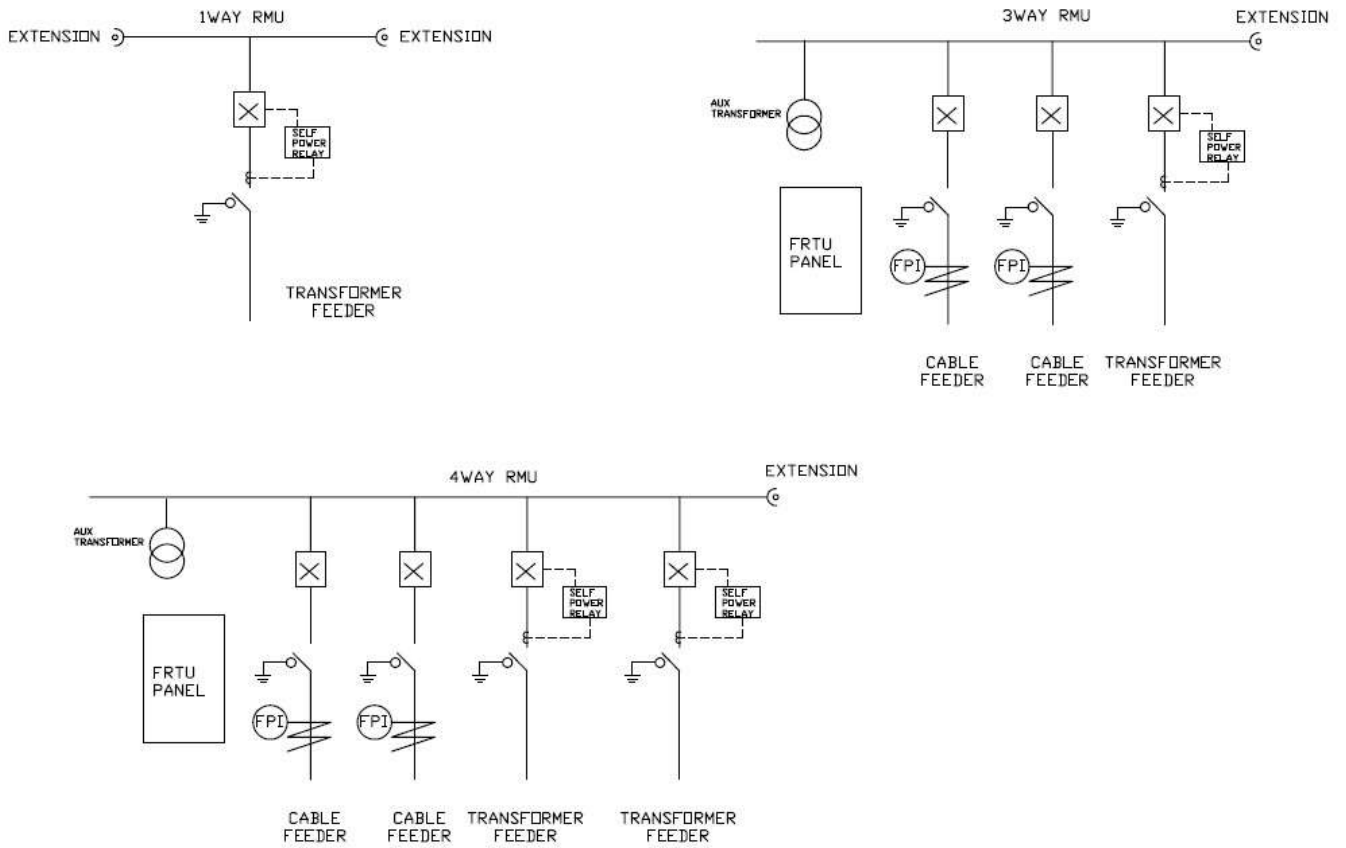 1WAY RMU
EXTENSION
EXTENSION
SELF
POWER
RELAY
TRANSFORMER
FEEDER
3WAY RMU
EXTENSION
AUX
TRANSFORMER
SELF
POWER
RELAY
FRTU
PANEL
FPI
FPI
CABLE
FEEDER
CABLE
FEEDER
TRANSFORMER
FEEDER
4WAY RMU
EXTENSION
AUX
TRANSFORMER
SELF
POWER
RELAY
SELF
POWER
RELAY
FRTU
PANEL
FPI
FPI
CABLE
FEEDER
CABLE
FEEDER
TRANSFORMER
FEEDER
TRANSFORMER
FEEDER